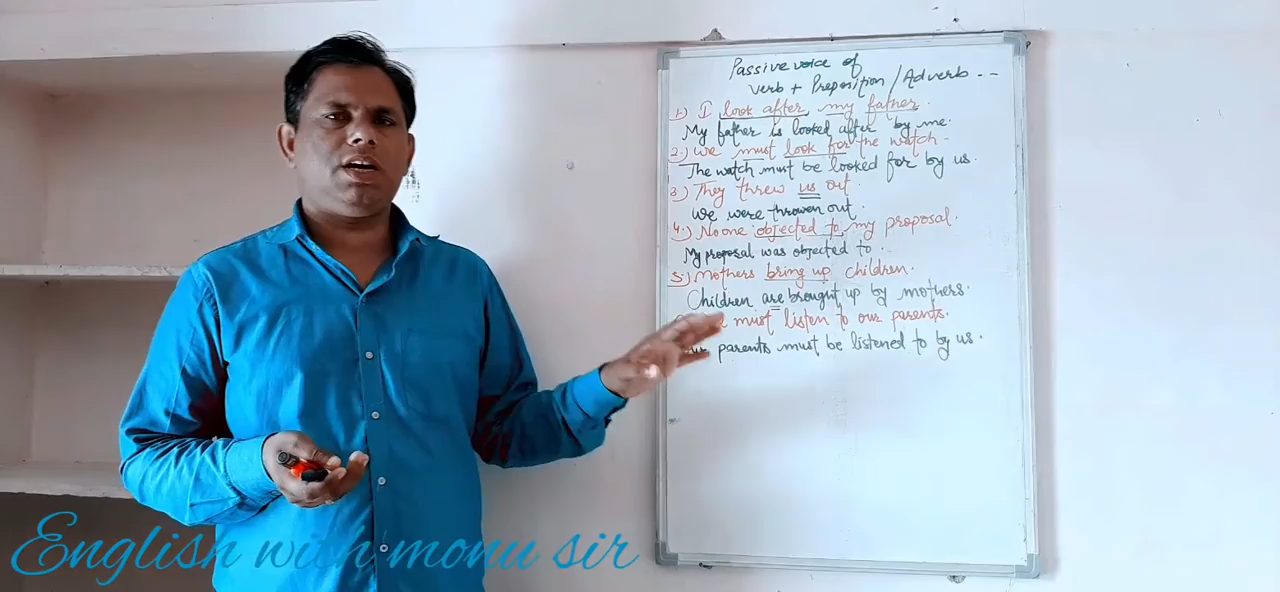 Passive voice of
verb + Preposition / Adverb --
1.) I look after my father.
My father is looked after by me.
2.) We must look for the watch.
The watch must be looked for by us.
3.) They threw us out.
We were throwen out.
4.) No one objected to my proposal.
My proposal was objected to.
5.) Mothers bring up children.
Children are brought up by mothers.
must listen to our parents.
parents must be listened to by us.
English with monu sir